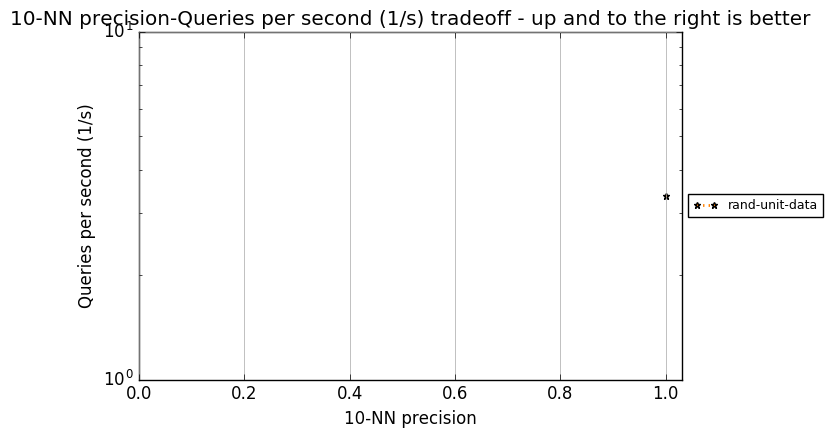 10-NN precision-Queries per second (1/s) tradeoff - up and to the right is better
10^1
Queries per second (1/s)
rand-unit-data
10^0
0.0 0.2 0.4 0.6 0.8 1.0
10-NN precision